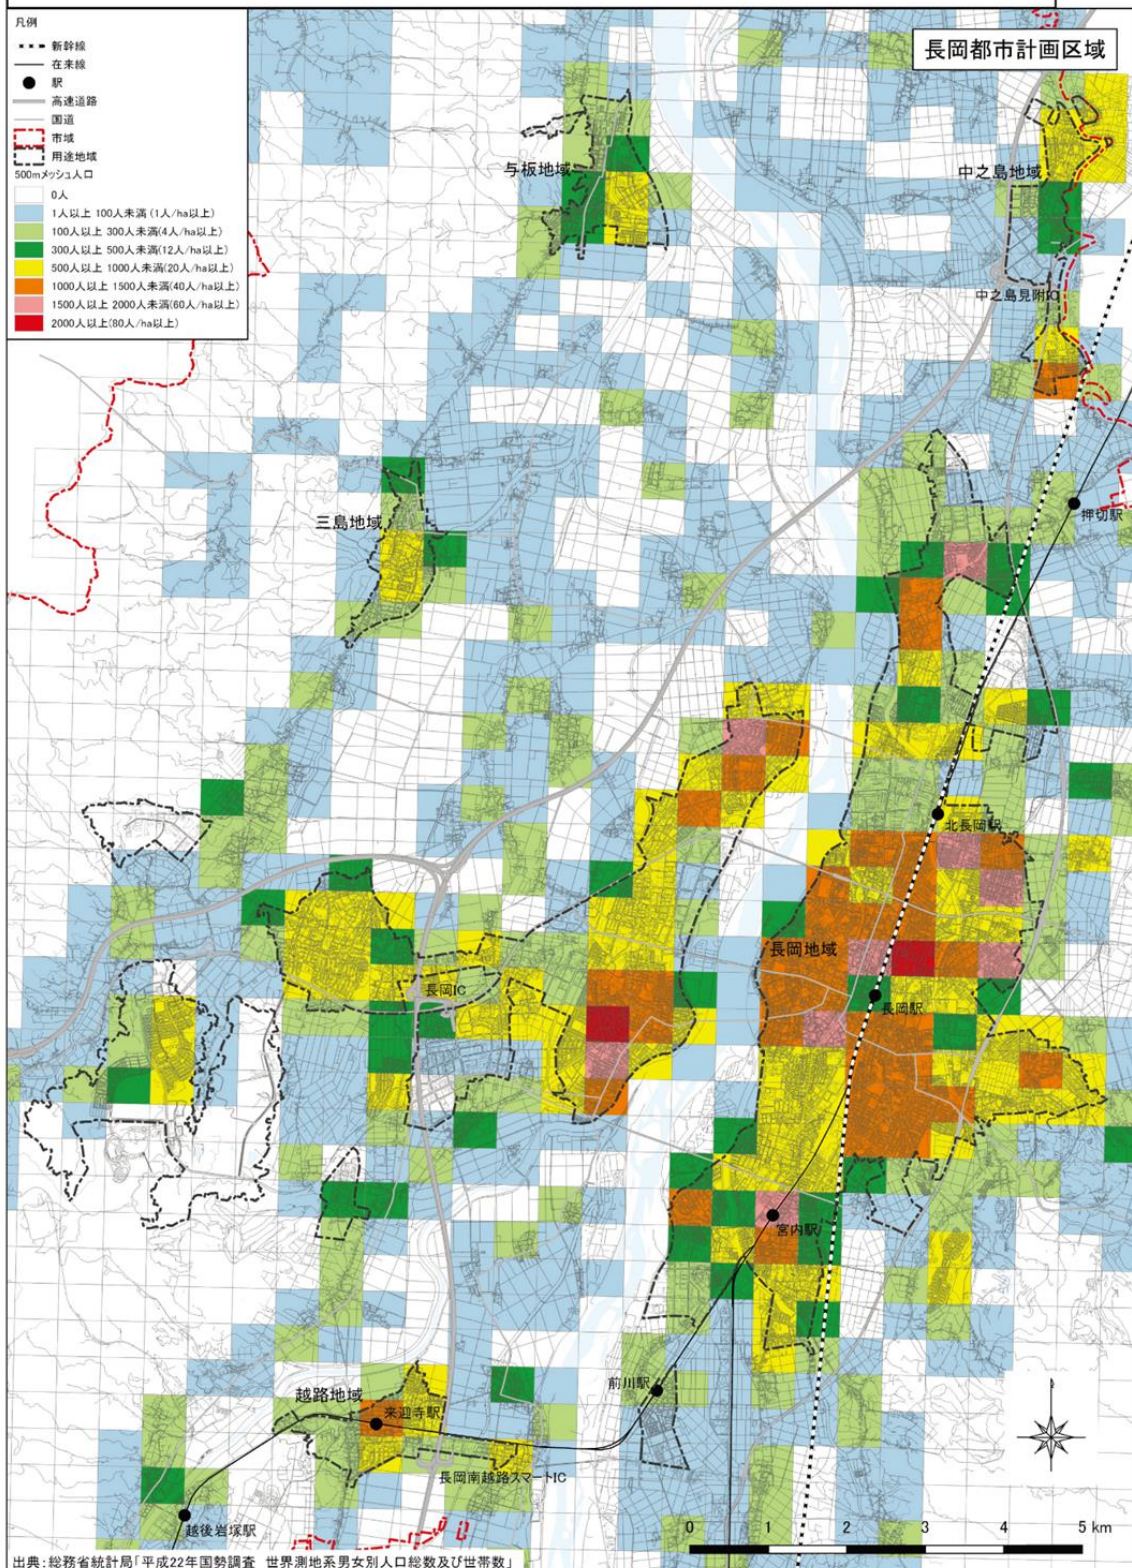 長岡都市計画区域
凡例
新幹線
在来線
駅
高速道路
国道
市域
用途地域
500mメッシュ人口
0人
1人以上 100人未満(1人/ha以上)
100人以上 300人未満(4人/ha以上)
300人以上 500人未満(12人/ha以上)
500人以上 1000人未満(20人/ha以上)
1000人以上 1500人未満(40人/ha以上)
1500人以上 2000人未満(60人/ha以上)
2000人以上(80人/ha以上)
与板地域
中之島地域
中之島見附IC
三島地域
押切駅
北長岡駅
長岡地域
長岡IC
長岡駅
宮内駅
前川駅
越路地域
来迎寺駅
長岡南越路スマートIC
越後岩塚駅
0 1 2 3 4 5 km
出典:総務省統計局「平成22年国勢調査 世界測地系男女別人口総数及び世帯数」